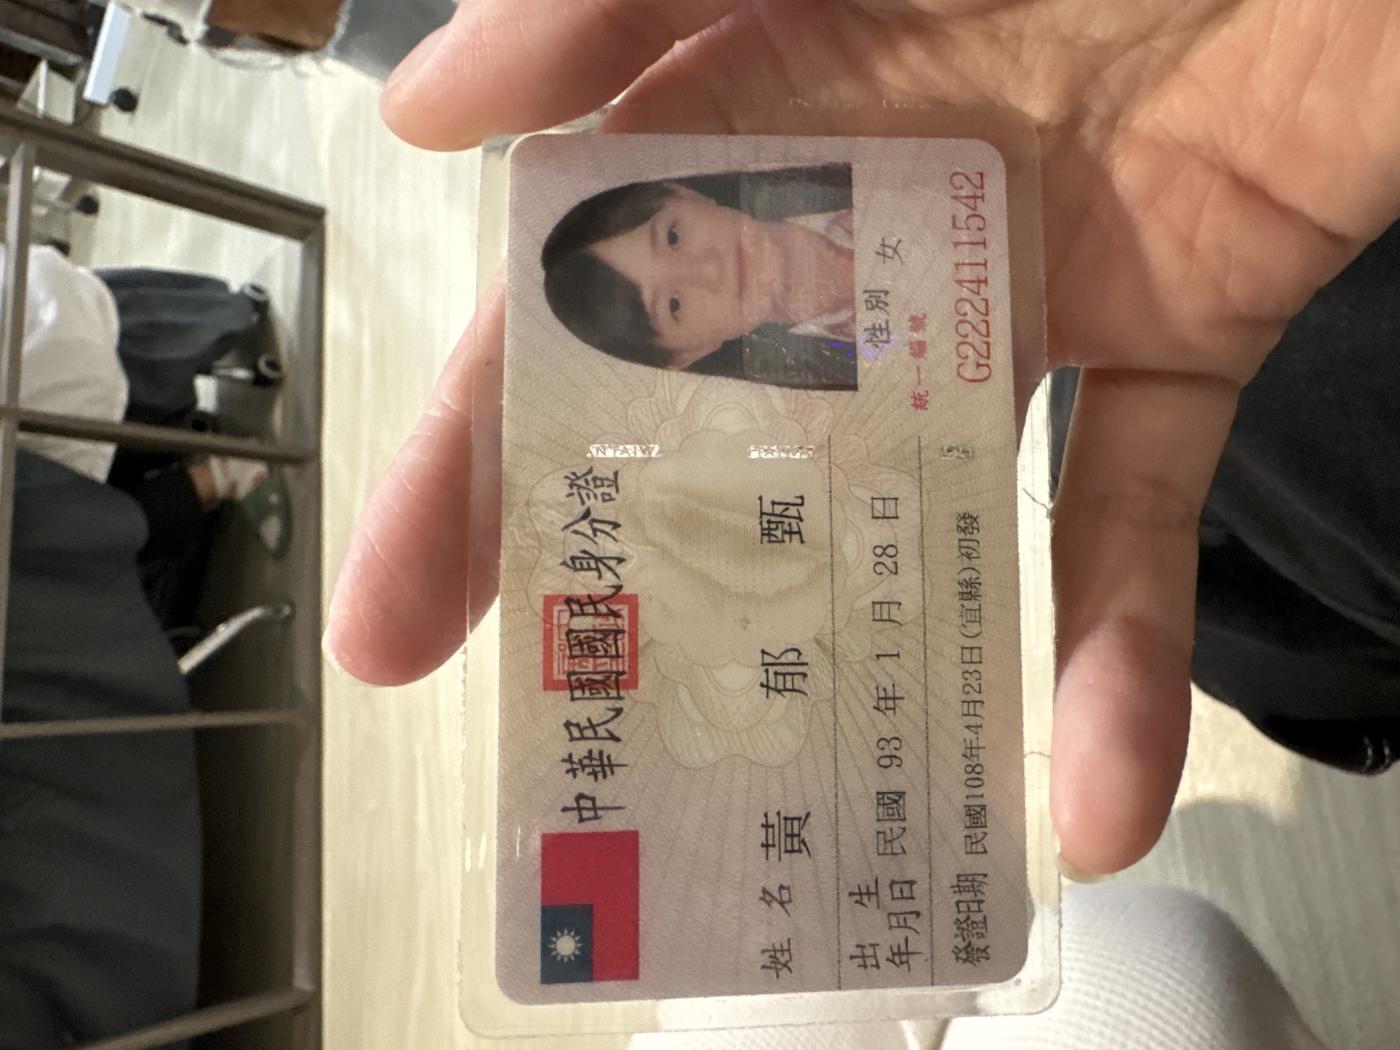 中華民國國民身分證
姓名 黃郁甄
出生年月日 民國 93 年 1 月 28 日
性別 女
發證日期 民國108年4月23日(宜縣)初發
統一編號
G222411542
TAIWAN